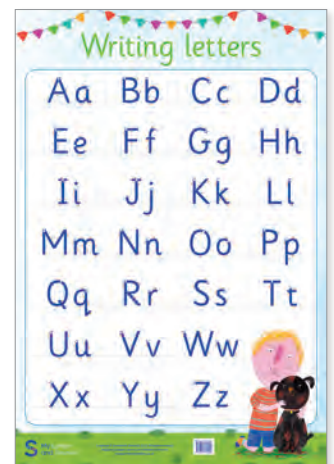 Writing letters
Aa Bb Cc Dd
Ee Ff Gg Hh
Ii Jj Kk Ll
Mm Nn Oo Pp
Qq Rr Ss Tt
Uu Vv Ww
Xx Yy Zz
S